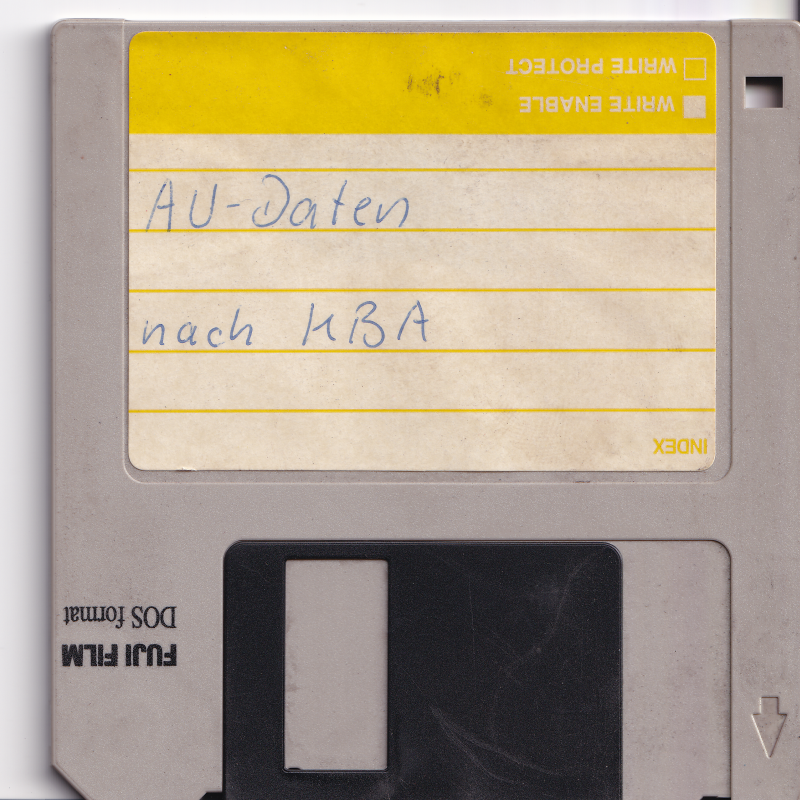 WRITE PROTECT
WRITE ENABLE
AU-Daten
nach KBA
INDEX
DOS format
FUJI FILM